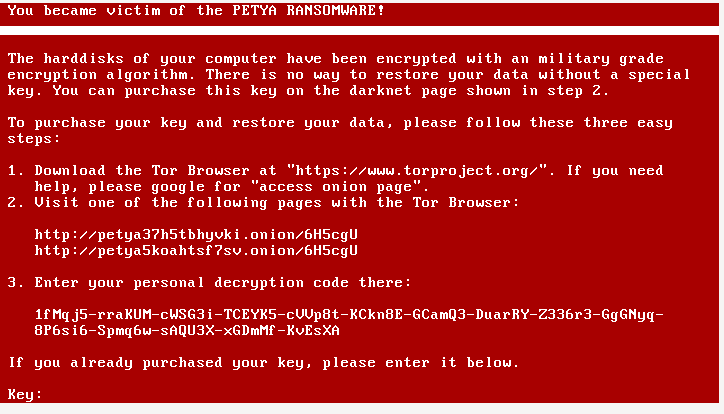 You became victim of the PETYA RANSOMWARE!
The harddisks of your computer have been encrypted with an military grade
encryption algorithm. There is no way to restore your data without a special
key. You can purchase this key on the darknet page shown in step 2.
To purchase your key and restore your data, please follow these three easy
steps:
1. Download the Tor Browser at "https://www.torproject.org/". If you need
help, please google for "access onion page".
2. Visit one of the following pages with the Tor Browser:
http://petya37h5tbhyvki.onion/6H5cgU
http://petya5koahtsf7sv.onion/6H5cgU
3. Enter your personal decryption code there:
1fMqj5-rraKUM-cWSG3i-TCEYK5-cVVp8t-KCkn8E-GCamQ3-DuarRY-Z336r3-GgGNyq-
8P6si6-Spmq6w-sAQU3X-xGDmMf-KvEsXA
If you already purchased your key, please enter it below.
Key: